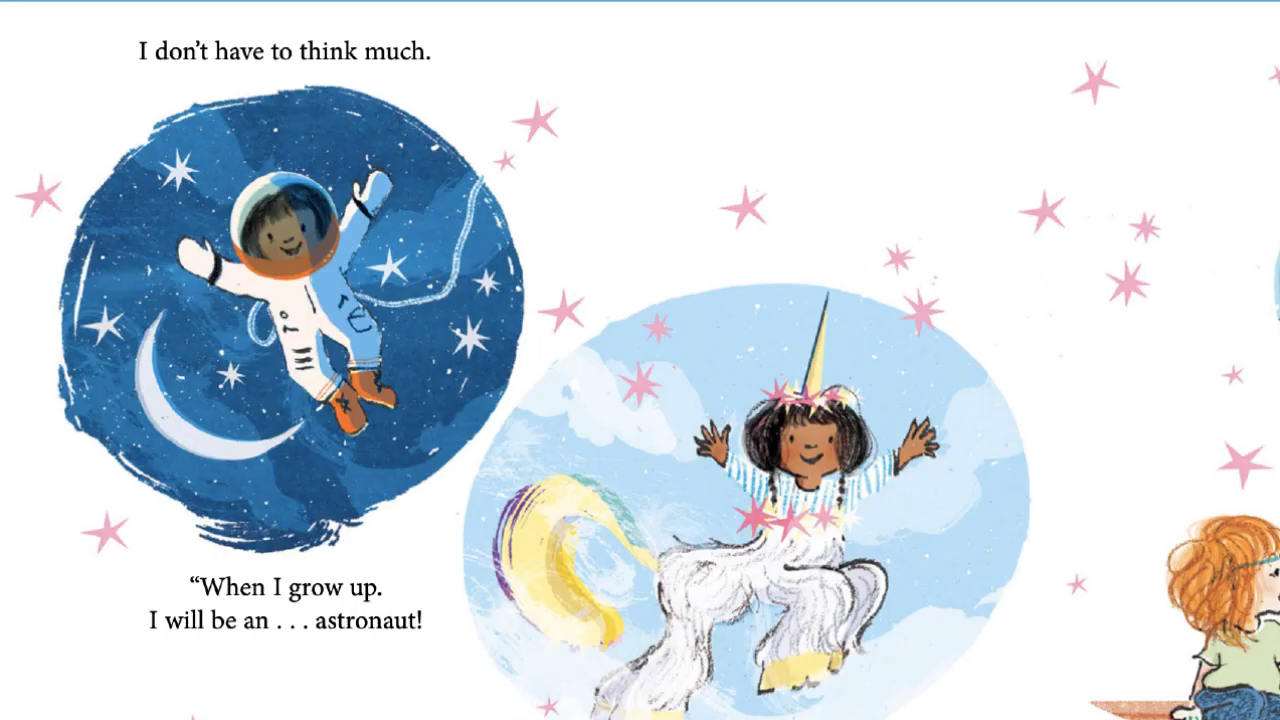 I don’t have to think much.
“When I grow up.
I will be an . . . astronaut!